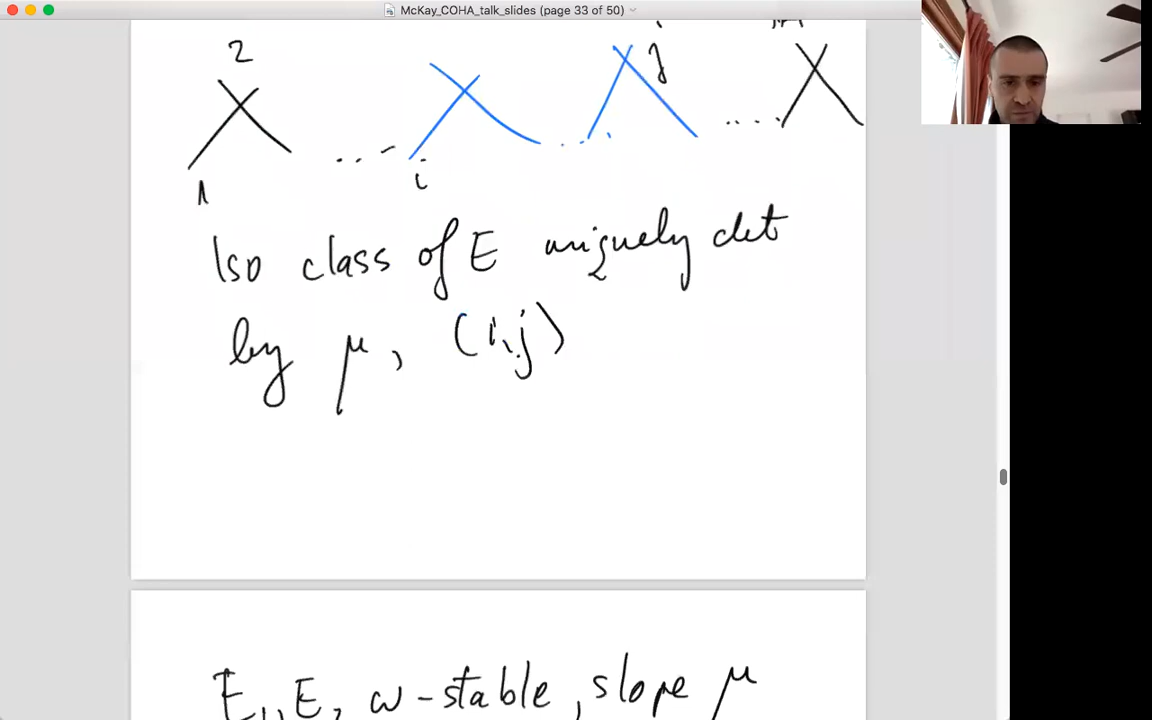 McKay_COHA_talk_slides (page 33 of 50)
2
j
1
i
Iso class of E uniquely det
by μ, (i,j)
E₁, E₂ ω-stable, slope μ